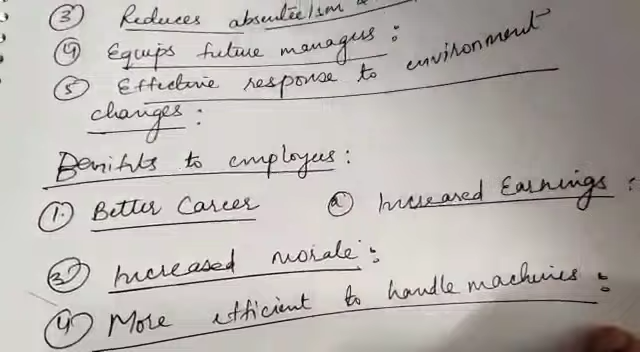 ③ Reduces absenteeism &
④ Equips future managers :
⑤ Effective response to environment
changes :
Benifits to employees :
① Better Career ② Increased Earnings :
③ Increased morale :
④ More efficient to handle machines :